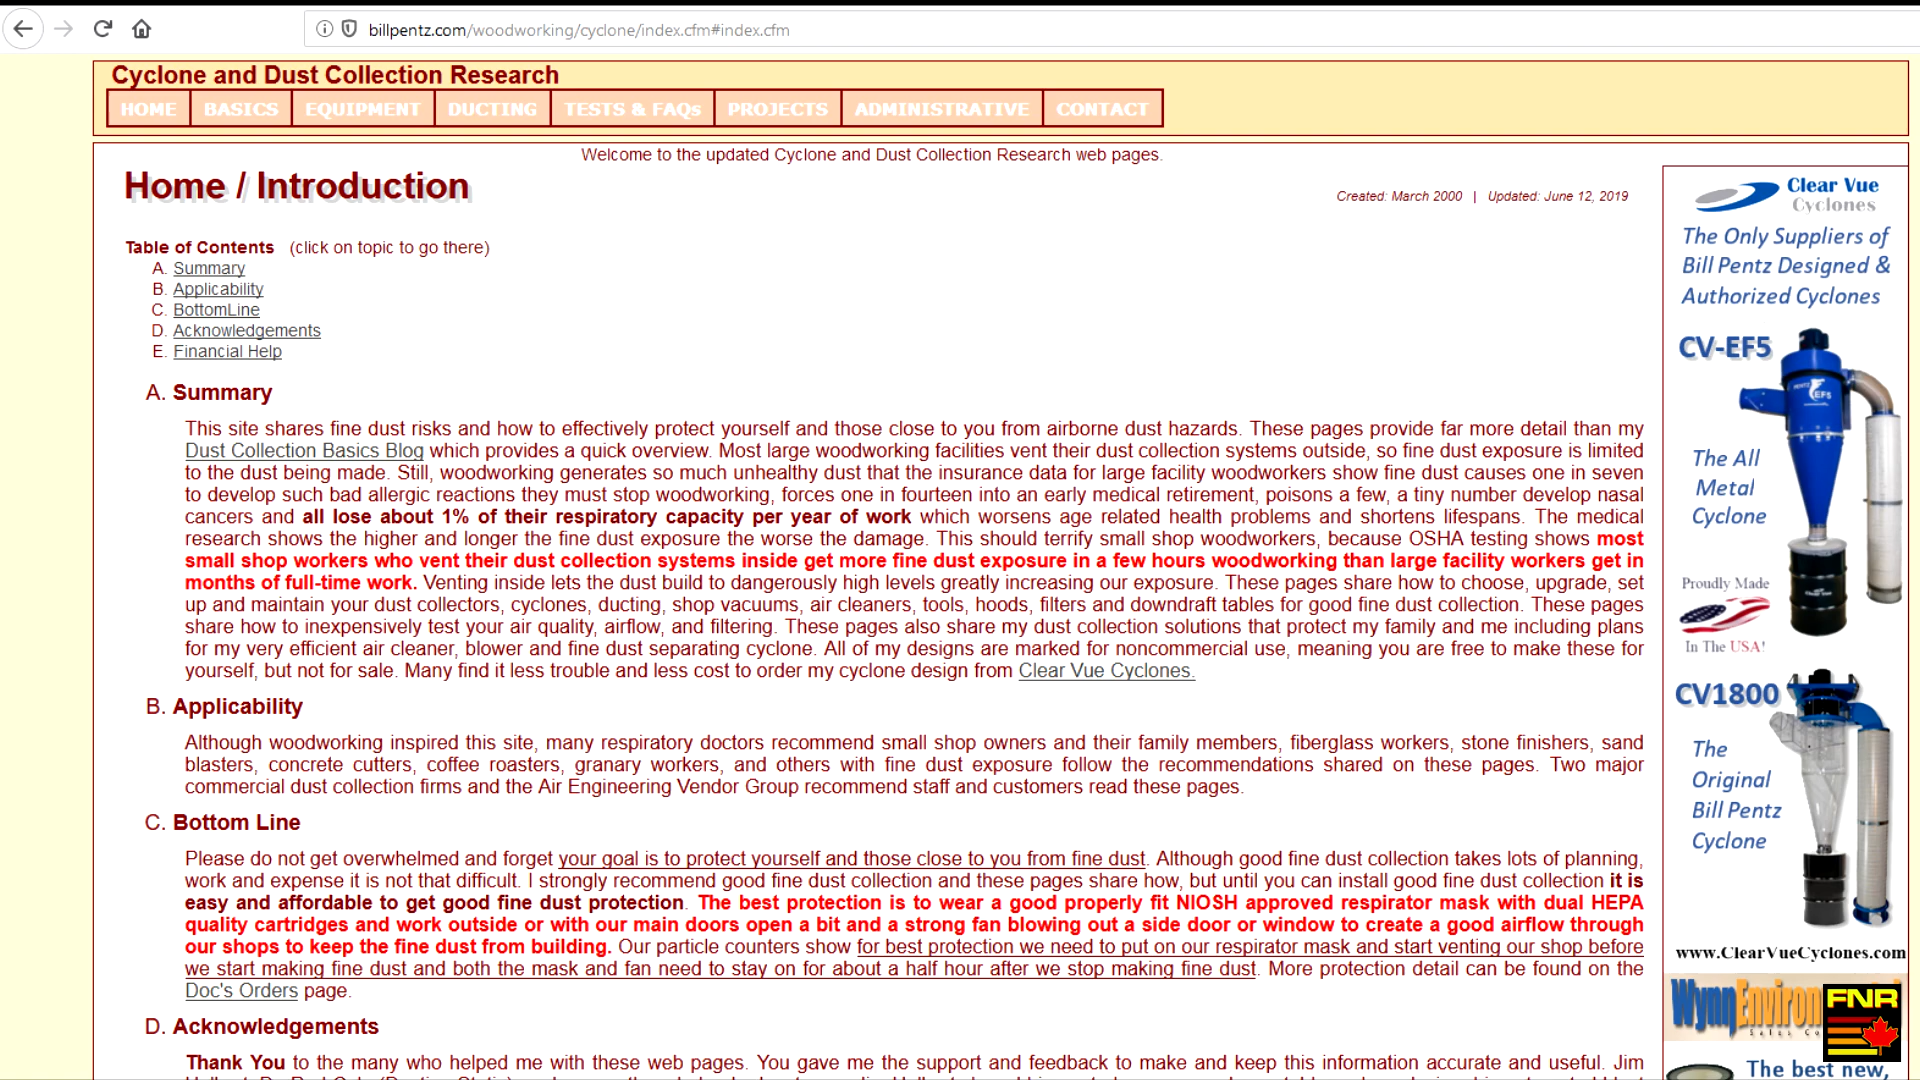 billpentz.com/woodworking/cyclone/index.cfm#index.cfm
Cyclone and Dust Collection Research
HOME BASICS EQUIPMENT DUCTING TESTS & FAQs PROJECTS ADMINISTRATIVE CONTACT
Welcome to the updated Cyclone and Dust Collection Research web pages.
Home / Introduction
Created: March 2000 | Updated: June 12, 2019
Table of Contents (click on topic to go there)
A. Summary
B. Applicability
C. BottomLine
D. Acknowledgements
E. Financial Help
A. Summary
This site shares fine dust risks and how to effectively protect yourself and those close to you from airborne dust hazards. These pages provide far more detail than my
Dust Collection Basics Blog which provides a quick overview. Most large woodworking facilities vent their dust collection systems outside, so fine dust exposure is limited
to the dust being made. Still, woodworking generates so much unhealthy dust that the insurance data for large facility woodworkers show fine dust causes one in seven
to develop such bad allergic reactions they must stop woodworking, forces one in fourteen into an early medical retirement, poisons a few, a tiny number develop nasal
cancers and all lose about 1% of their respiratory capacity per year of work which worsens age related health problems and shortens lifespans. The medical
research shows the higher and longer the fine dust exposure the worse the damage. This should terrify small shop woodworkers, because OSHA testing shows most
small shop workers who vent their dust collection systems inside get more fine dust exposure in a few hours woodworking than large facility workers get in
months of full-time work. Venting inside lets the dust build to dangerously high levels greatly increasing our exposure. These pages share how to choose, upgrade, set
up and maintain your dust collectors, cyclones, ducting, shop vacuums, air cleaners, tools, hoods, filters and downdraft tables for good fine dust collection. These pages
share how to inexpensively test your air quality, airflow, and filtering. These pages also share my dust collection solutions that protect my family and me including plans
for my very efficient air cleaner, blower and fine dust separating cyclone. All of my designs are marked for noncommercial use, meaning you are free to make these for
yourself, but not for sale. Many find it less trouble and less cost to order my cyclone design from Clear Vue Cyclones.
B. Applicability
Although woodworking inspired this site, many respiratory doctors recommend small shop owners and their family members, fiberglass workers, stone finishers, sand
blasters, concrete cutters, coffee roasters, granary workers, and others with fine dust exposure follow the recommendations shared on these pages. Two major
commercial dust collection firms and the Air Engineering Vendor Group recommend staff and customers read these pages.
C. Bottom Line
Please do not get overwhelmed and forget your goal is to protect yourself and those close to you from fine dust. Although good fine dust collection takes lots of planning,
work and expense it is not that difficult. I strongly recommend good fine dust collection and these pages share how, but until you can install good fine dust collection it is
easy and affordable to get good fine dust protection. The best protection is to wear a good properly fit NIOSH approved respirator mask with dual HEPA
quality cartridges and work outside or with our main doors open a bit and a strong fan blowing out a side door or window to create a good airflow through
our shops to keep the fine dust from building. Our particle counters show for best protection we need to put on our respirator mask and start venting our shop before
we start making fine dust and both the mask and fan need to stay on for about a half hour after we stop making fine dust. More protection detail can be found on the
Doc's Orders page.
D. Acknowledgements
Thank You to the many who helped me with these web pages. You gave me the support and feedback to make and keep this information accurate and useful. Jim
Clear Vue
Cyclones
The Only Suppliers of
Bill Pentz Designed &
Authorized Cyclones
CV-EF5
PENTZ
EF5
The All
Metal
Cyclone
Proudly Made
In The USA!
CV1800
The
Original
Bill Pentz
Cyclone
www.ClearVueCyclones.com
WynnEnviron
FNR
The best new,